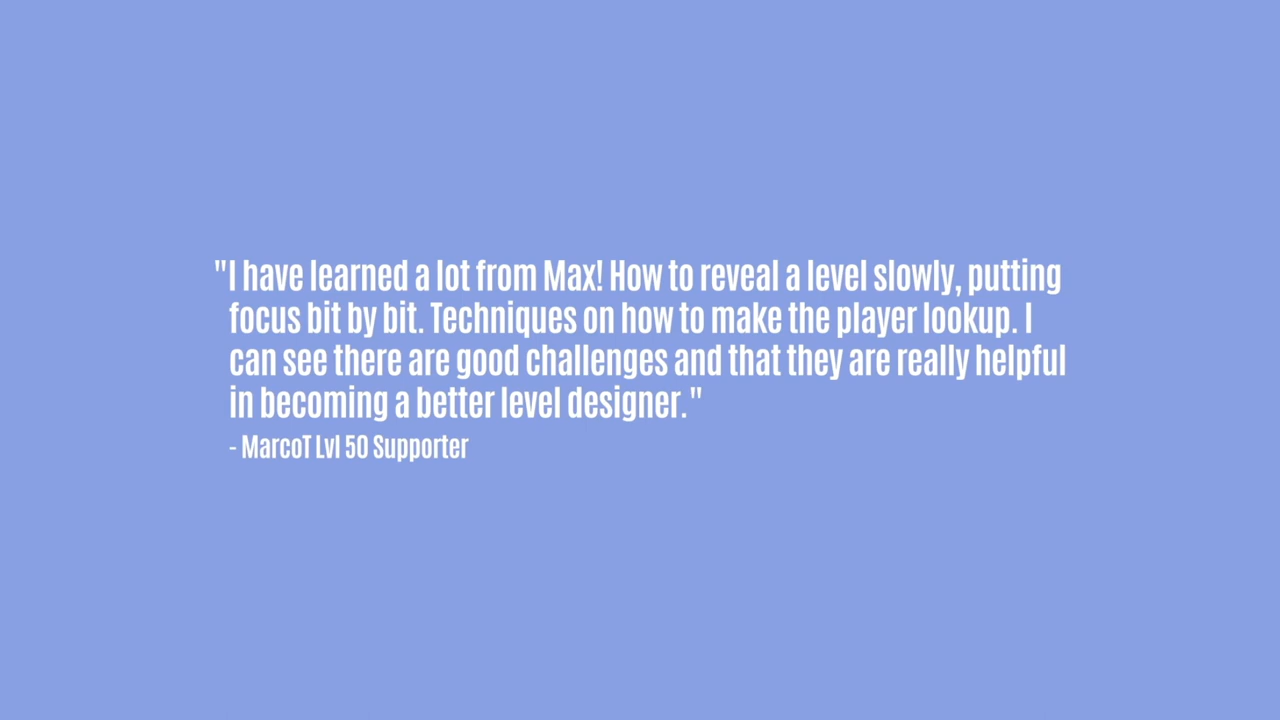 "I have learned a lot from Max! How to reveal a level slowly, putting
focus bit by bit. Techniques on how to make the player lookup. I
can see there are good challenges and that they are really helpful
in becoming a better level designer."
- MarcoT Lvl 50 Supporter